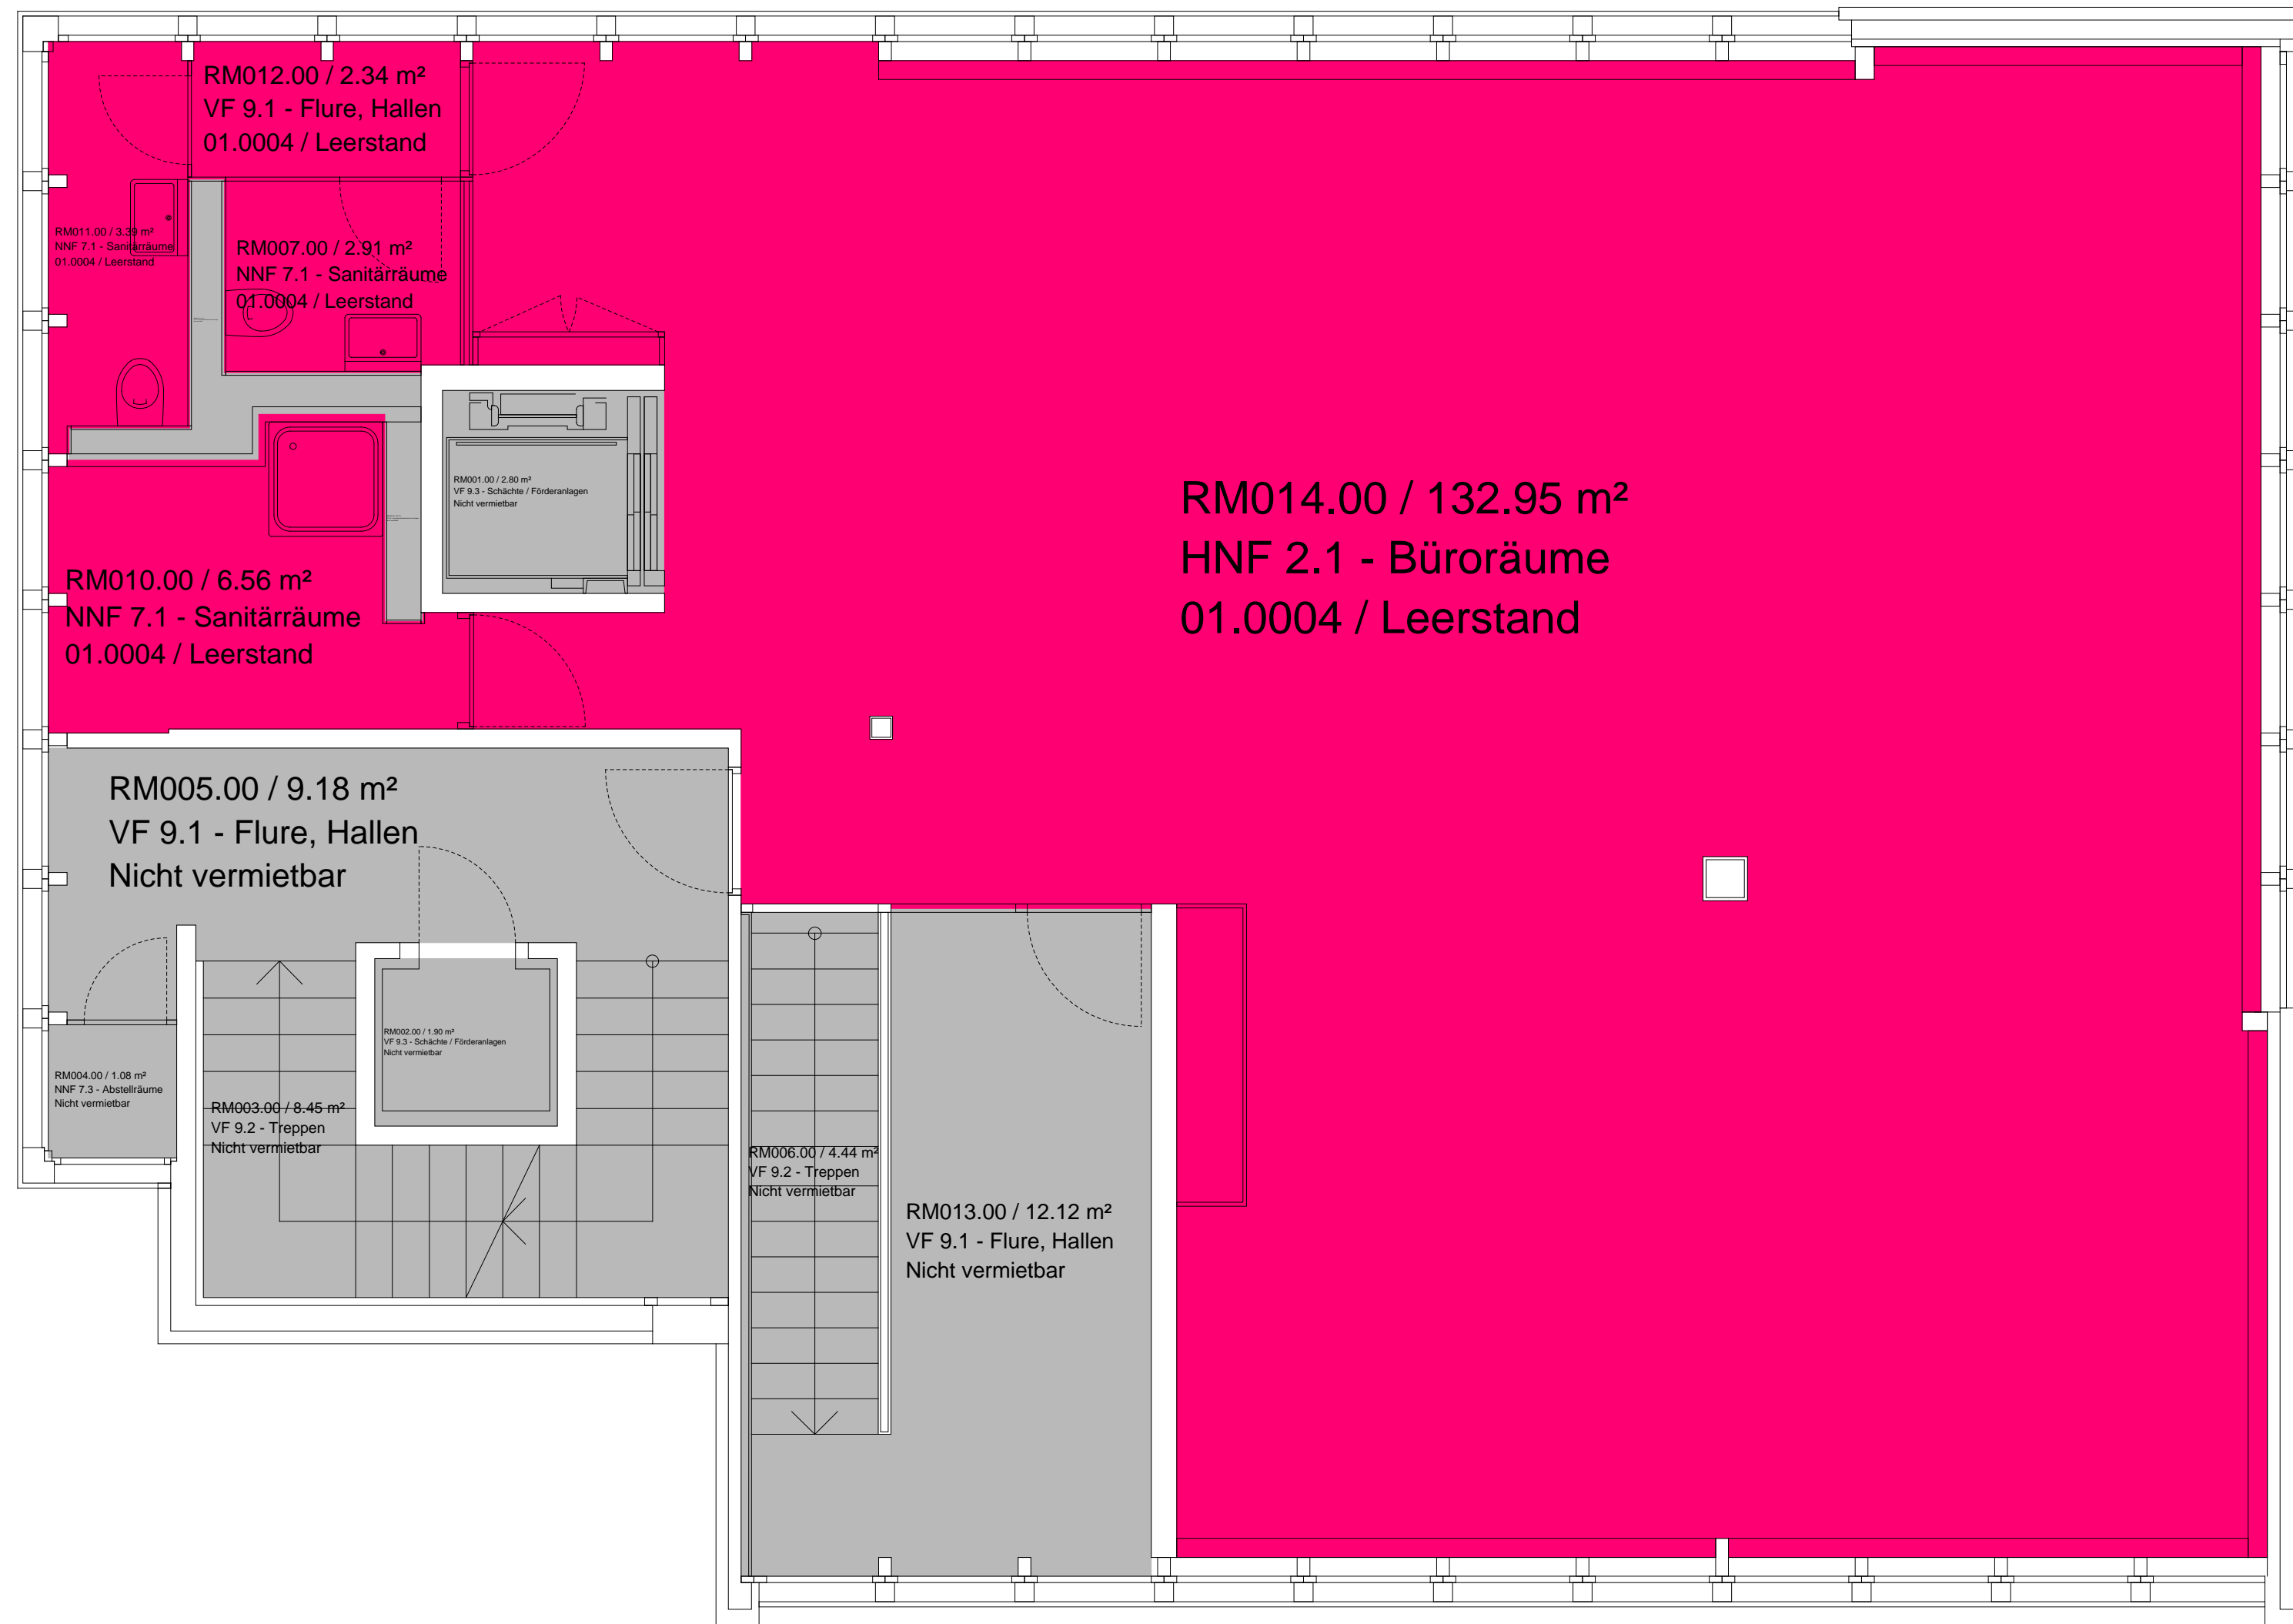 RM012.00 / 2.34 m²
VF 9.1 - Flure, Hallen
01.0004 / Leerstand
RM011.00 / 3.39 m²
NNF 7.1 - Sanitärräume
01.0004 / Leerstand
RM007.00 / 2.91 m²
NNF 7.1 - Sanitärräume
01.0004 / Leerstand
RM001.00 / 2.80 m²
VF 9.3 - Schächte / Förderanlagen
Nicht vermietbar
RM014.00 / 132.95 m²
HNF 2.1 - Büroräume
01.0004 / Leerstand
RM010.00 / 6.56 m²
NNF 7.1 - Sanitärräume
01.0004 / Leerstand
RM005.00 / 9.18 m²
VF 9.1 - Flure, Hallen
Nicht vermietbar
RM002.00 / 1.90 m²
VF 9.3 - Schächte / Förderanlagen
Nicht vermietbar
RM004.00 / 1.08 m²
NNF 7.3 - Abstellräume
Nicht vermietbar
RM003.00 / 8.45 m²
VF 9.2 - Treppen
Nicht vermietbar
RM006.00 / 4.44 m²
VF 9.2 - Treppen
Nicht vermietbar
RM013.00 / 12.12 m²
VF 9.1 - Flure, Hallen
Nicht vermietbar